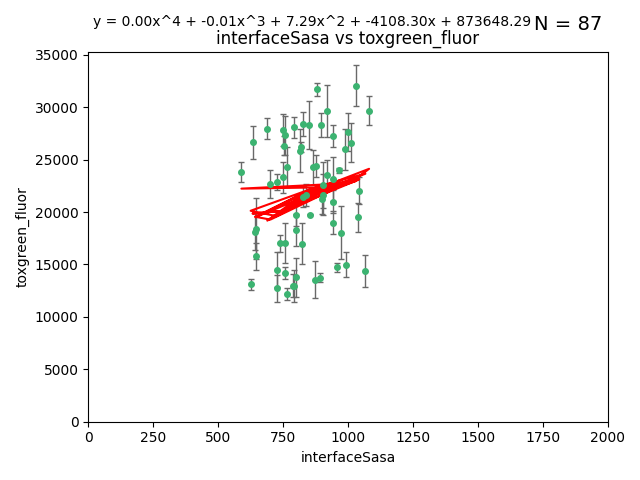 y = 0.00x^4 + -0.01x^3 + 7.29x^2 + -4108.30x + 873648.29 N = 87
interfaceSasa vs toxgreen_fluor
35000
30000
25000
20000
15000
10000
5000
0
toxgreen_fluor
0 250 500 750 1000 1250 1500 1750 2000
interfaceSasa